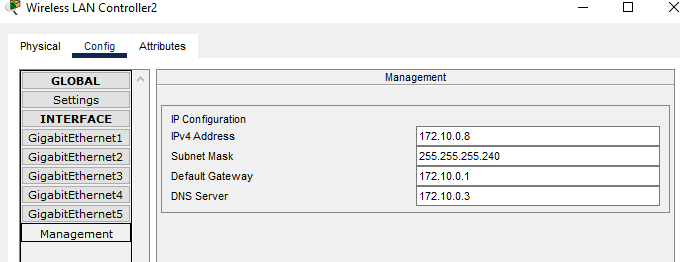 Wireless LAN Controller2
Physical Config Attributes
GLOBAL
Settings
INTERFACE
GigabitEthernet1
GigabitEthernet2
GigabitEthernet3
GigabitEthernet4
GigabitEthernet5
Management
Management
IP Configuration
IPv4 Address 172.10.0.8
Subnet Mask 255.255.255.240
Default Gateway 172.10.0.1
DNS Server 172.10.0.3